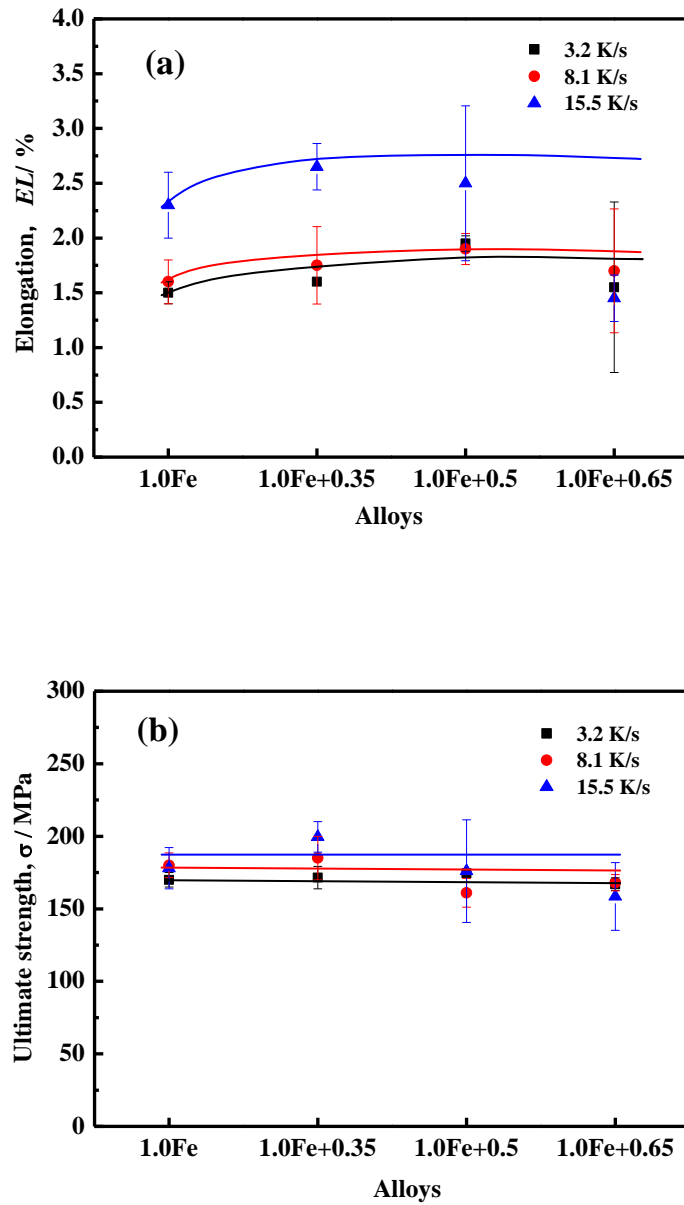 4.0
(a)
3.2 K/s
3.5
8.1 K/s
15.5 K/s
3.0
2.5
2.0
1.5
1.0
0.5
0.0
Elongation, EL/ %
1.0Fe 1.0Fe+0.35 1.0Fe+0.5 1.0Fe+0.65
Alloys
300
(b)
3.2 K/s
8.1 K/s
250
15.5 K/s
200
150
100
50
0
Ultimate strength, σ / MPa
1.0Fe 1.0Fe+0.35 1.0Fe+0.5 1.0Fe+0.65
Alloys